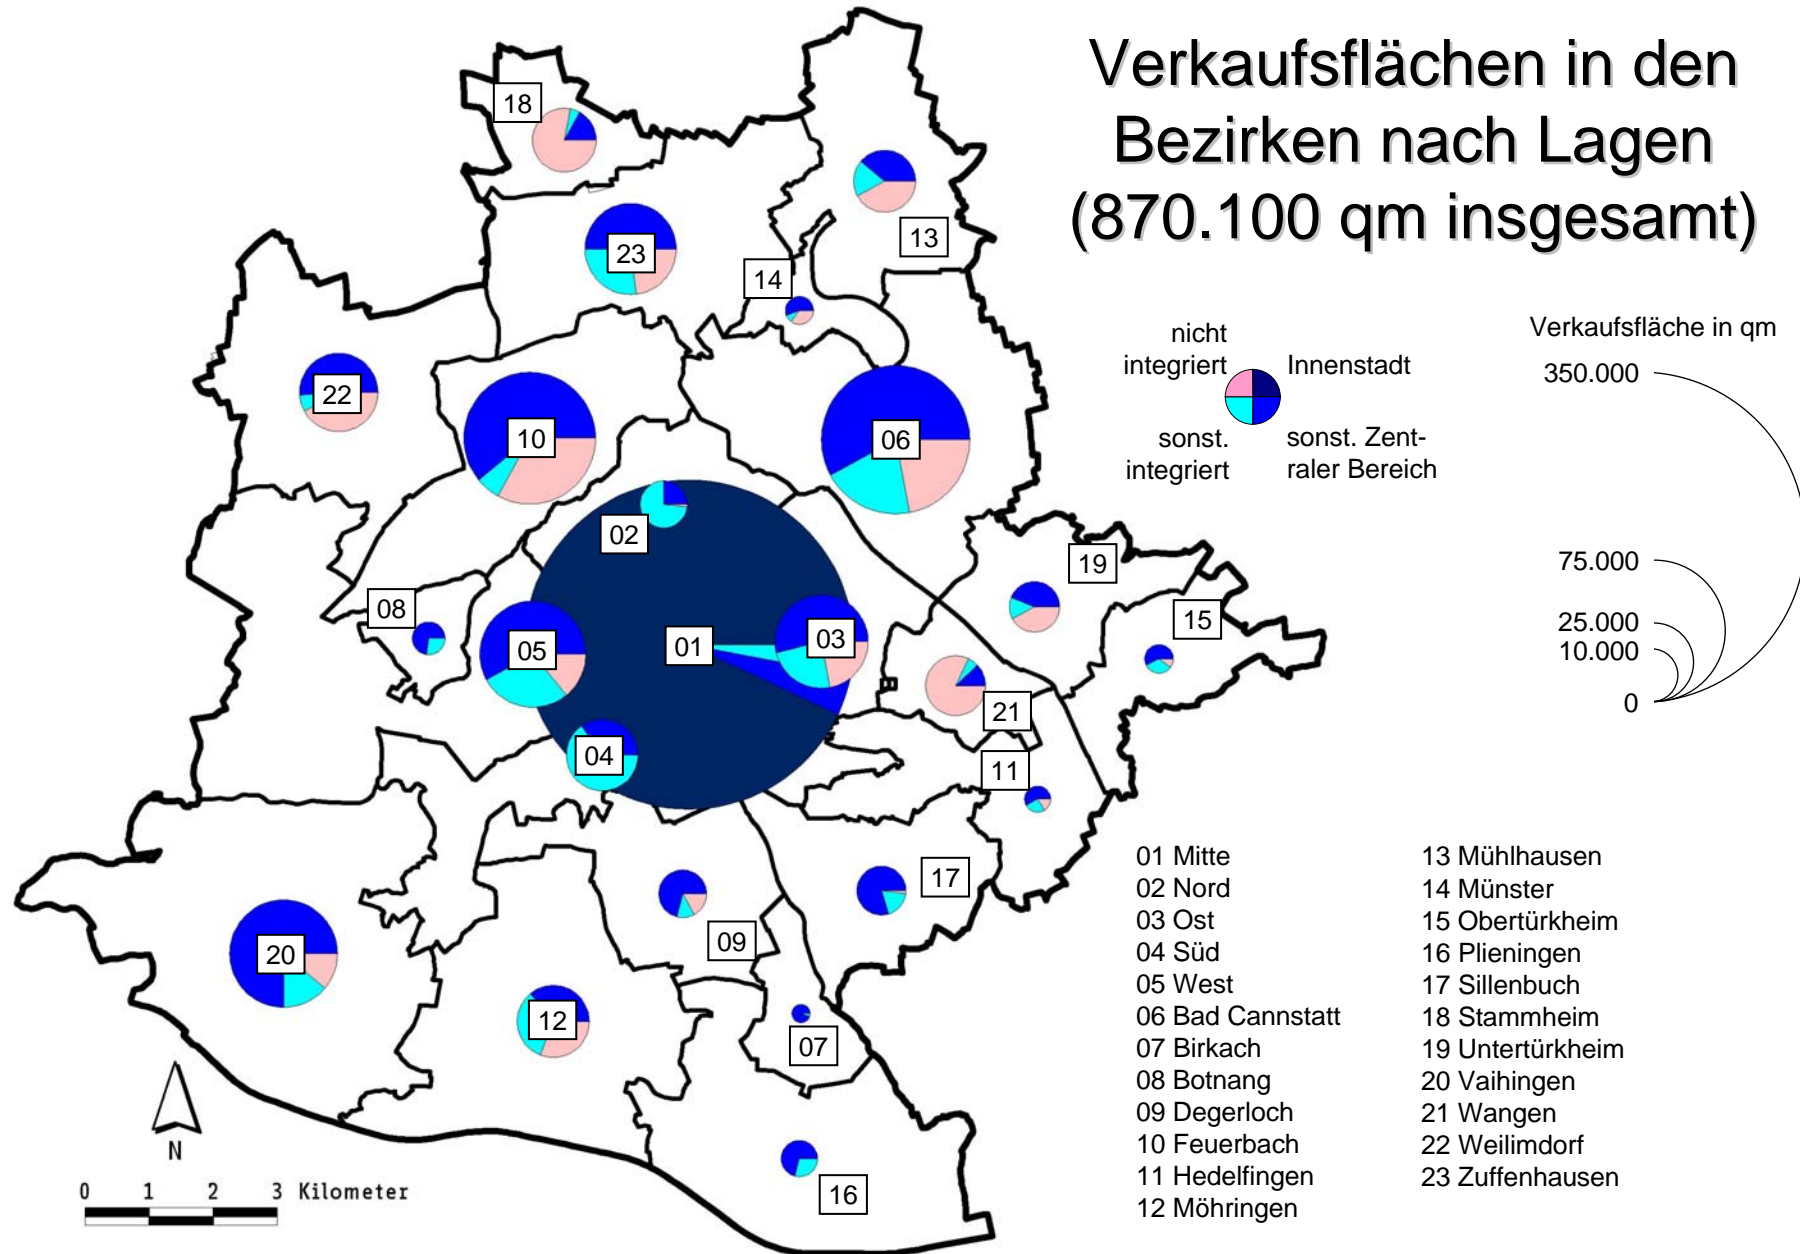 Verkaufsflächen in den
Bezirken nach Lagen
(870.100 qm insgesamt)
18
13
23
14
22
10
06
02
19
08
15
05
01
03
21
04
11
17
09
20
12
07
16
nicht
integriert
Innenstadt
sonst.
integriert
sonst. Zent-
raler Bereich
Verkaufsfläche in qm
350.000
75.000
25.000
10.000
0
01 Mitte
02 Nord
03 Ost
04 Süd
05 West
06 Bad Cannstatt
07 Birkach
08 Botnang
09 Degerloch
10 Feuerbach
11 Hedelfingen
12 Möhringen
13 Mühlhausen
14 Münster
15 Obertürkheim
16 Plieningen
17 Sillenbuch
18 Stammheim
19 Untertürkheim
20 Vaihingen
21 Wangen
22 Weilimdorf
23 Zuffenhausen
N
0 1 2 3 Kilometer